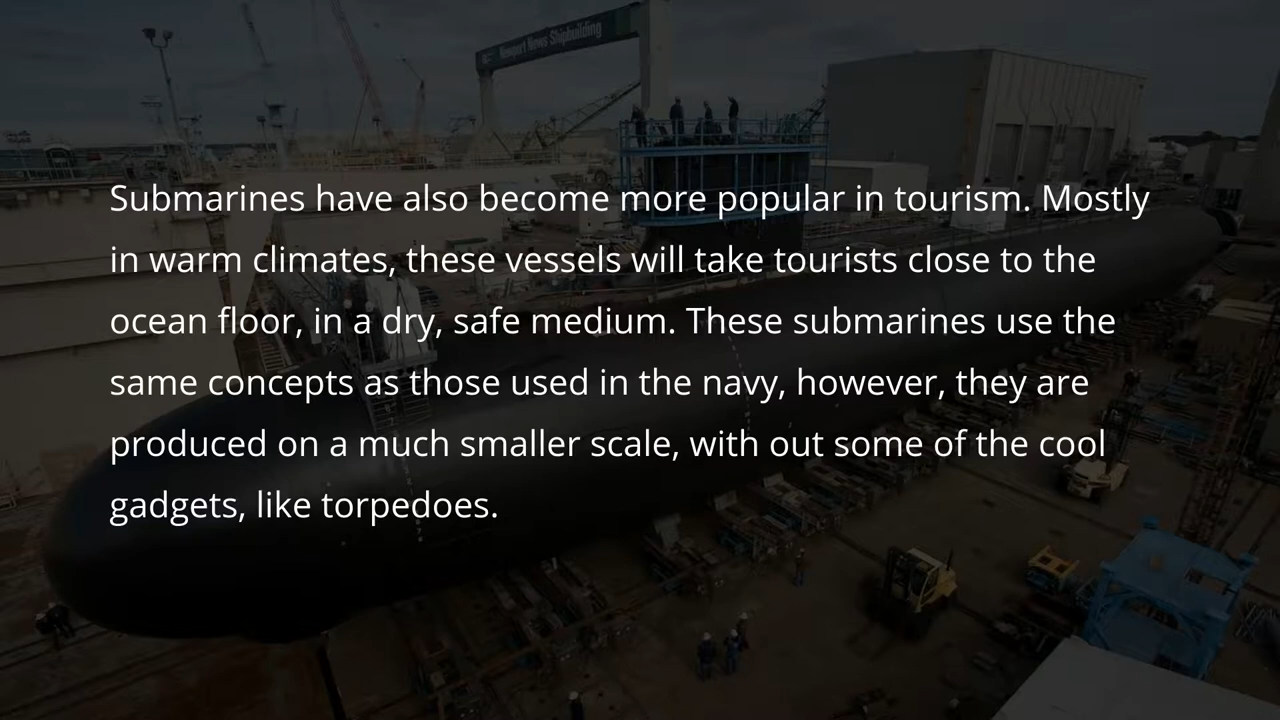 Newport News Shipbuilding
Submarines have also become more popular in tourism. Mostly
in warm climates, these vessels will take tourists close to the
ocean floor, in a dry, safe medium. These submarines use the
same concepts as those used in the navy, however, they are
produced on a much smaller scale, with out some of the cool
gadgets, like torpedoes.